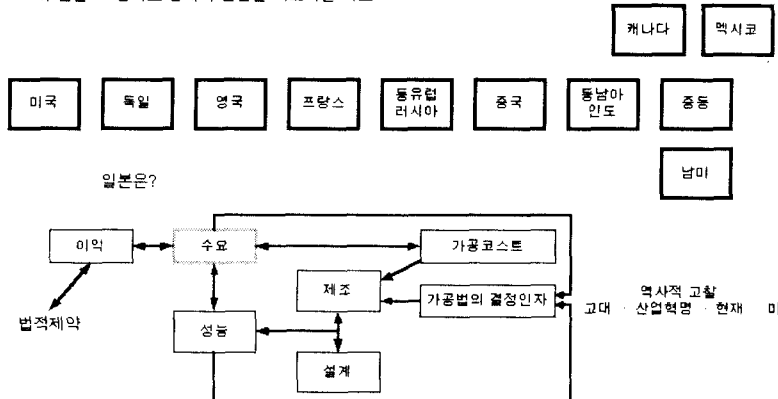 캐나다 멕시코
미국 독일 영국 프랑스 동유럽 러시아 중국 동남아 인도 중동
남미
일본은?
이익 수요 가공코스트
제조 가공법의 결정인자
역사적 고찰
고대 · 산업혁명 · 현재
법적제약
성능
설계